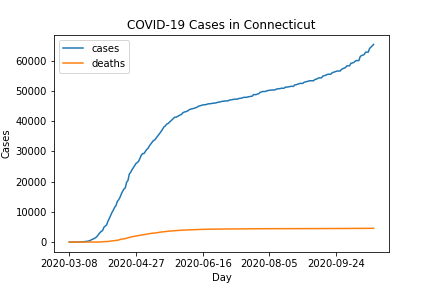 COVID-19 Cases in Connecticut
cases
deaths
60000
50000
40000
30000
20000
10000
0
Cases
2020-03-08 2020-04-27 2020-06-16 2020-08-05 2020-09-24
Day